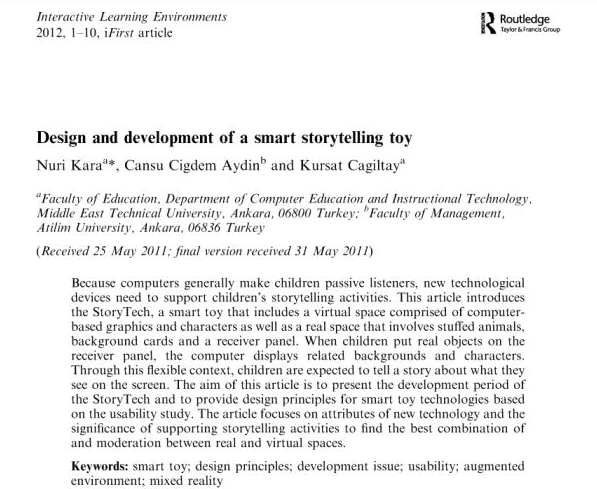 Interactive Learning Environments
2012, 1–10, iFirst article
Routledge
Taylor & Francis Group
Design and development of a smart storytelling toy
Nuri Karaᵃ*, Cansu Cigdem Aydinᵇ and Kursat Cagiltayᵃ
ᵃFaculty of Education, Department of Computer Education and Instructional Technology,
Middle East Technical University, Ankara, 06800 Turkey; ᵇFaculty of Management,
Atilim University, Ankara, 06836 Turkey
(Received 25 May 2011; final version received 31 May 2011)
Because computers generally make children passive listeners, new technological
devices need to support children's storytelling activities. This article introduces
the StoryTech, a smart toy that includes a virtual space comprised of computer-
based graphics and characters as well as a real space that involves stuffed animals,
background cards and a receiver panel. When children put real objects on the
receiver panel, the computer displays related backgrounds and characters.
Through this flexible context, children are expected to tell a story about what they
see on the screen. The aim of this article is to present the development period of
the StoryTech and to provide design principles for smart toy technologies based
on the usability study. The article focuses on attributes of new technology and the
significance of supporting storytelling activities to find the best combination of
and moderation between real and virtual spaces.
Keywords: smart toy; design principles; development issue; usability; augmented
environment; mixed reality